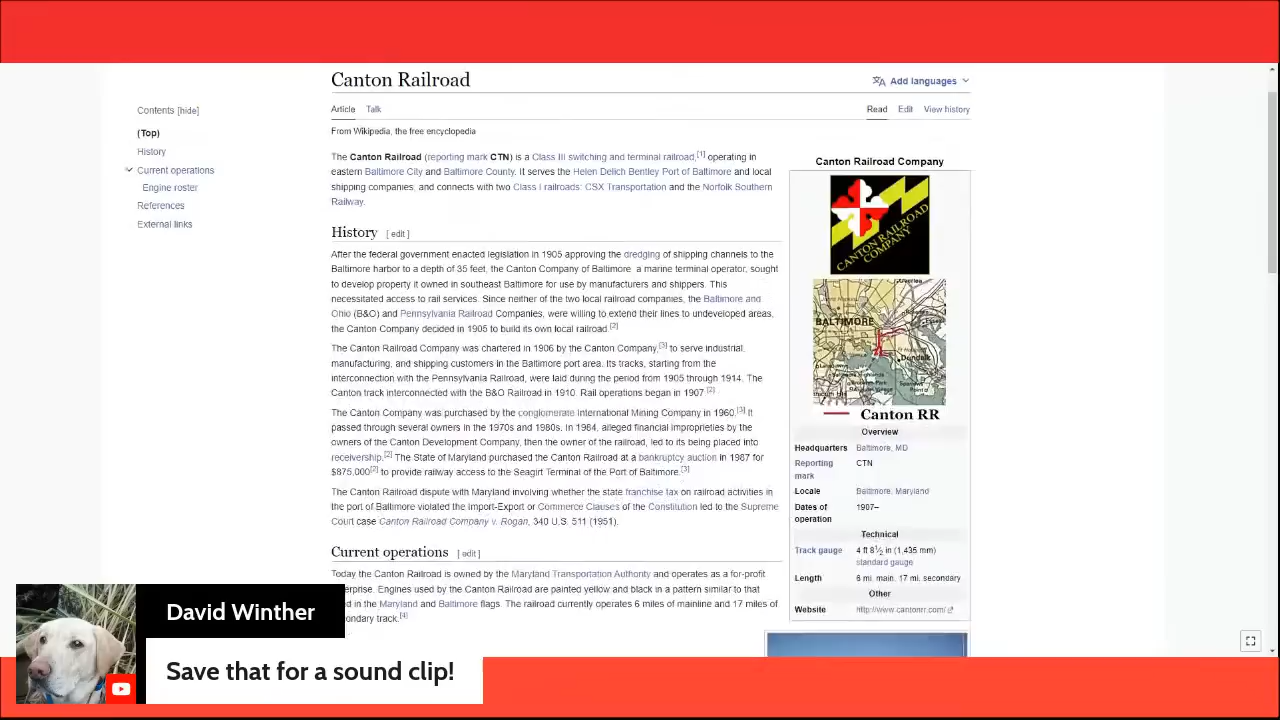 Canton Railroad
Add languages
Contents [hide]
(Top)
History
Current operations
Engine roster
References
External links
Article Talk
Read Edit View history
From Wikipedia, the free encyclopedia
The Canton Railroad (reporting mark CTN) is a Class III switching and terminal railroad,[1] operating in
eastern Baltimore City and Baltimore County. It serves the Helen Delich Bentley Port of Baltimore and local
shipping companies, and connects with two Class I railroads: CSX Transportation and the Norfolk Southern
Railway.
History [ edit ]
After the federal government enacted legislation in 1905 approving the dredging of shipping channels to the
Baltimore harbor to a depth of 35 feet, the Canton Company of Baltimore, a marine terminal operator, sought
to develop property it owned in southeast Baltimore for use by manufacturers and shippers. This
necessitated access to rail services. Since neither of the two local railroad companies, the Baltimore and
Ohio (B&O) and Pennsylvania Railroad Companies, were willing to extend their lines to undeveloped areas,
the Canton Company decided in 1905 to build its own local railroad.[2]
The Canton Railroad Company was chartered in 1906 by the Canton Company,[3] to serve industrial,
manufacturing, and shipping customers in the Baltimore port area. Its tracks, starting from the
interconnection with the Pennsylvania Railroad, were laid during the period from 1905 through 1914. The
Canton track interconnected with the B&O Railroad in 1910. Rail operations began in 1907.[2]
The Canton Company was purchased by the conglomerate International Mining Company in 1960.[3] It
passed through several owners in the 1970s and 1980s. In 1984, alleged financial improprieties by the
owners of the Canton Development Company, then the owner of the railroad, led to its being placed into
receivership.[2] The State of Maryland purchased the Canton Railroad at a bankruptcy auction in 1987 for
$875,000[2] to provide railway access to the Seagirt Terminal of the Port of Baltimore.[3]
The Canton Railroad dispute with Maryland involving whether the state franchise tax on railroad activities in
the port of Baltimore violated the Import-Export or Commerce Clauses of the Constitution led to the Supreme
Court case Canton Railroad Company v. Rogan, 340 U.S. 511 (1951).
Current operations [ edit ]
Today the Canton Railroad is owned by the Maryland Transportation Authority and operates as a for-profit
erprise. Engines used by the Canton Railroad are painted yellow and black in a pattern similar to that
d in the Maryland and Baltimore flags. The railroad currently operates 6 miles of mainline and 17 miles of
ondary track.[4]
Canton Railroad Company
CANTON RAILROAD
COMPANY
BALTIMORE
Dundalk
Canton RR
Overview
Headquarters Baltimore, MD
Reporting CTN
mark
Locale Baltimore, Maryland
Dates of 1907–
operation
Technical
Track gauge 4 ft 8 1⁄2 in (1,435 mm)
standard gauge
Length 6 mi. main, 17 mi. secondary
Other
Website http://www.cantonrr.com/
David Winther
Save that for a sound clip!